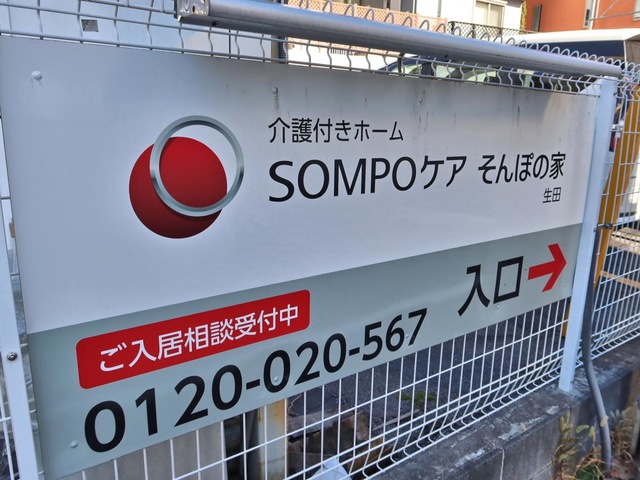 介護付きホーム
SOMPOケア そんぽの家
生田
ご入居相談受付中
0120-020-567
入口→